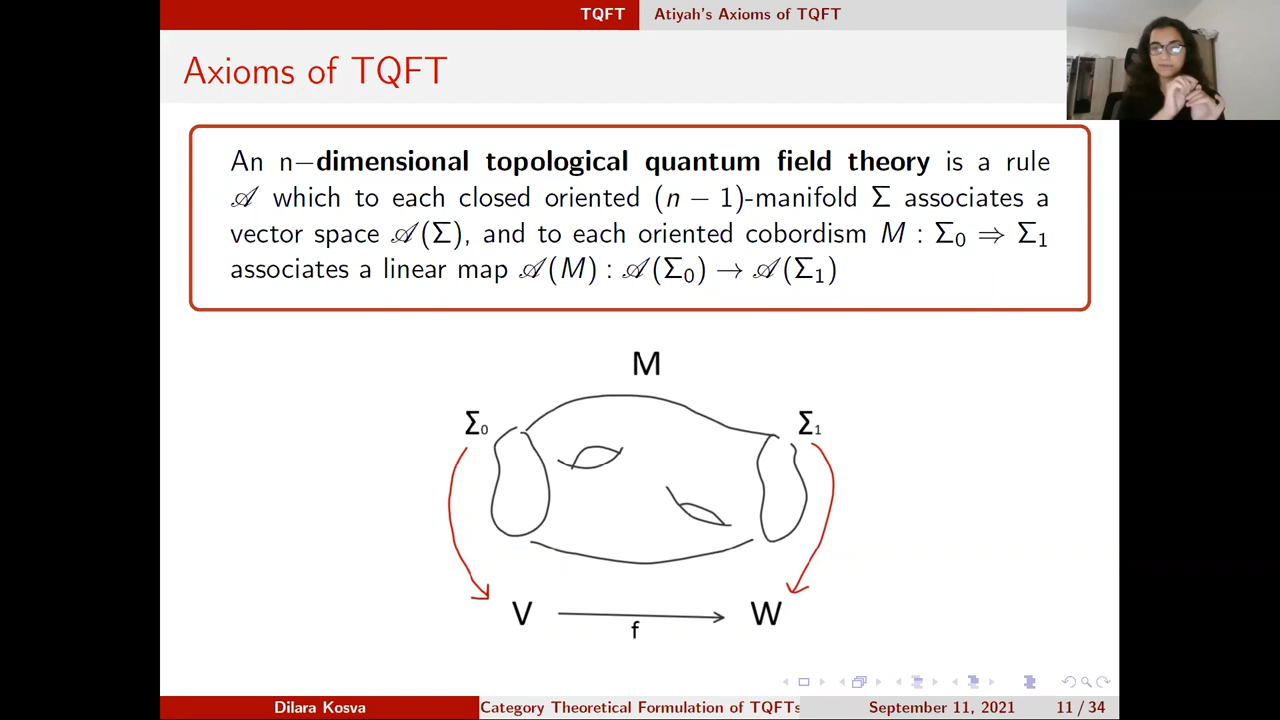 TQFT Atiyah's Axioms of TQFT
Axioms of TQFT
An n−dimensional topological quantum field theory is a rule
𝒜 which to each closed oriented (n − 1)-manifold Σ associates a
vector space 𝒜(Σ), and to each oriented cobordism M : Σ₀ ⇒ Σ₁
associates a linear map 𝒜(M) : 𝒜(Σ₀) → 𝒜(Σ₁)
M
Σ₀ Σ₁
V W
f
Dilara Kosva Category Theoretical Formulation of TQFTs September 11, 2021 11 / 34